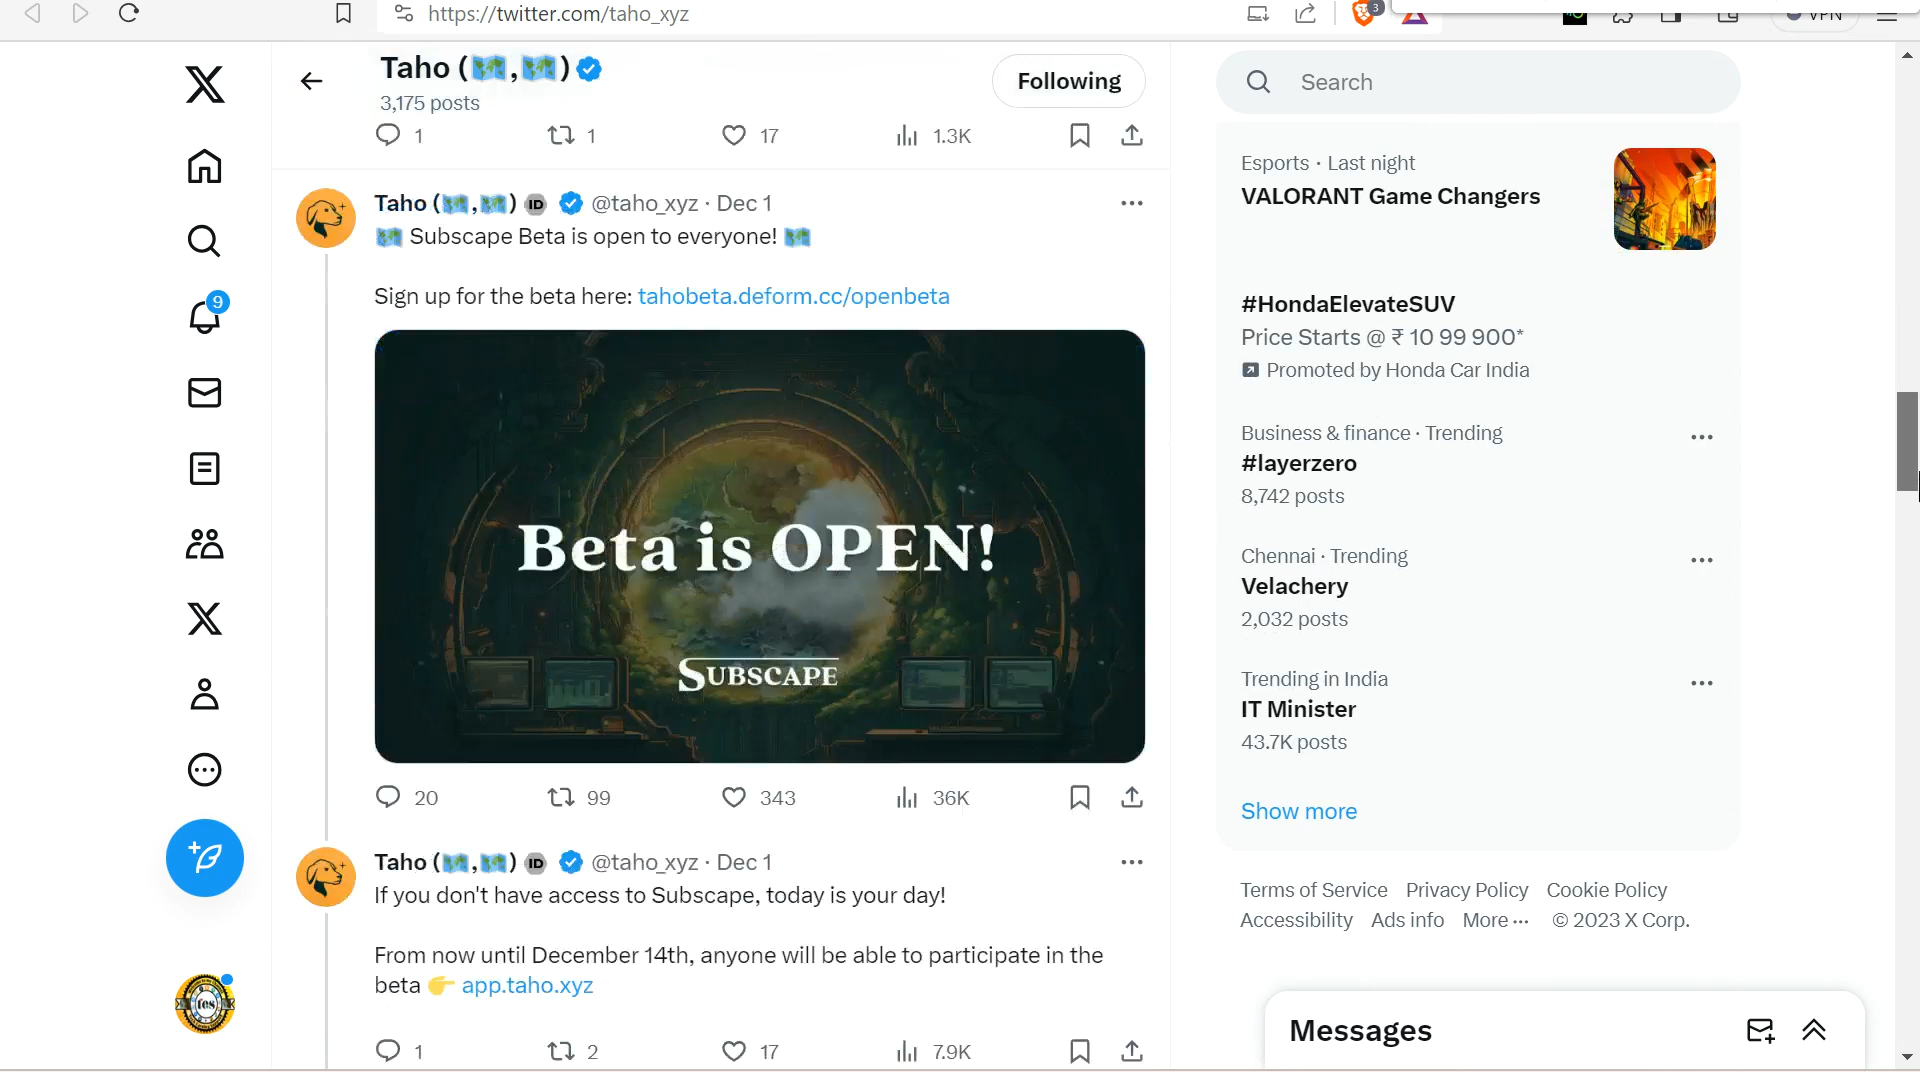 https://twitter.com/taho_xyz
3
VPN
Taho (🗺️,🗺️)
3,175 posts
Following
Search
1 1 17 1.3K
Taho (🗺️,🗺️) ID @taho_xyz · Dec 1
🗺️ Subscape Beta is open to everyone! 🗺️
Sign up for the beta here: tahobeta.deform.cc/openbeta
Beta is OPEN!
SUBSCAPE
20 99 343 36K
Taho (🗺️,🗺️) ID @taho_xyz · Dec 1
If you don't have access to Subscape, today is your day!
From now until December 14th, anyone will be able to participate in the
beta 👉 app.taho.xyz
1 2 17 7.9K
9
fcs
Esports · Last night
VALORANT Game Changers
#HondaElevateSUV
Price Starts @ ₹ 10 99 900*
Promoted by Honda Car India
Business & finance · Trending
#layerzero
8,742 posts
Chennai · Trending
Velachery
2,032 posts
Trending in India
IT Minister
43.7K posts
Show more
Terms of Service Privacy Policy Cookie Policy
Accessibility Ads info More ··· © 2023 X Corp.
Messages